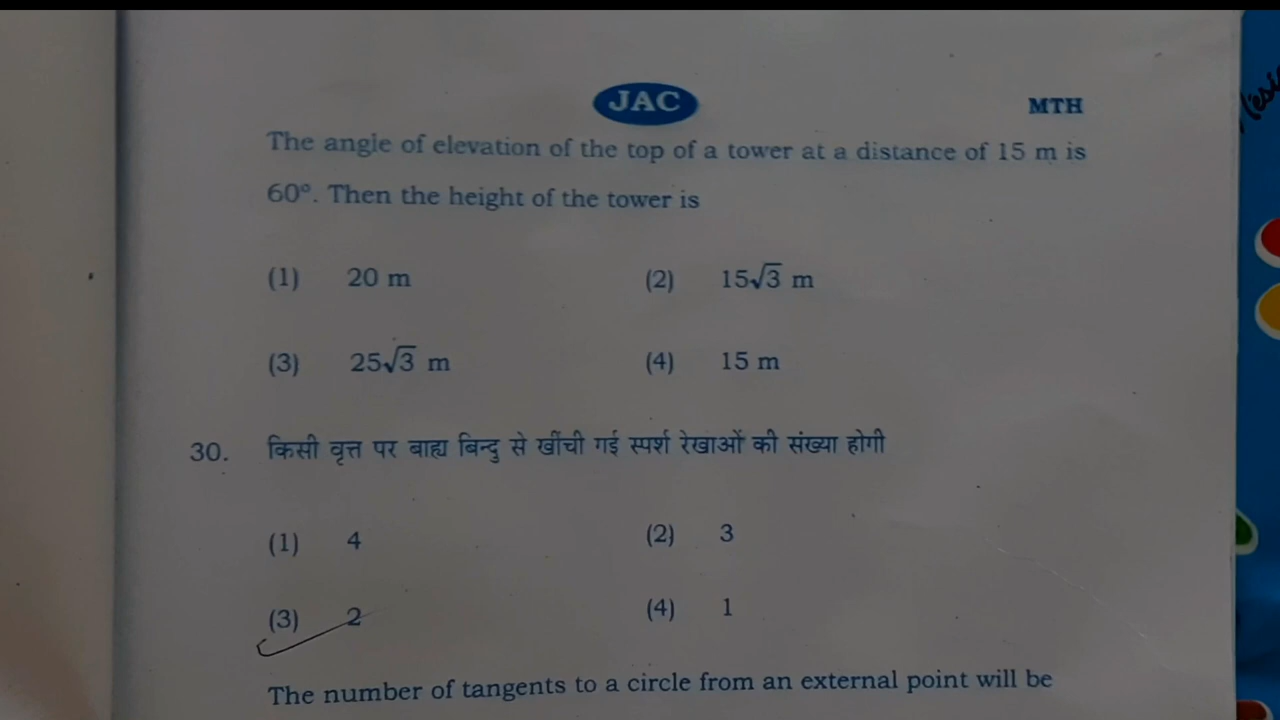 JAC
MTH
The angle of elevation of the top of a tower at a distance of 15 m is
60°. Then the height of the tower is
(1) 20 m (2) 15√3 m
(3) 25√3 m (4) 15 m
30. किसी वृत्त पर बाह्य बिन्दु से खींची गई स्पर्श रेखाओं की संख्या होगी
(1) 4 (2) 3
(3) 2 (4) 1
The number of tangents to a circle from an external point will be